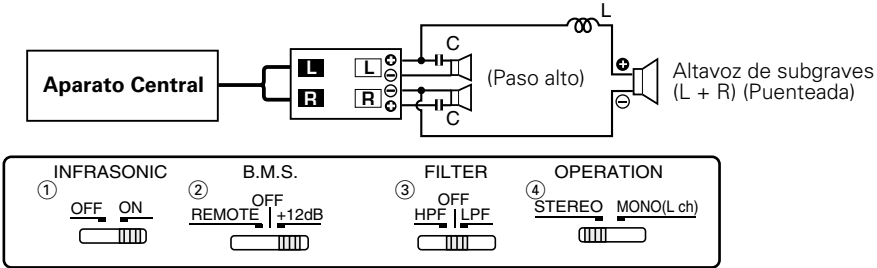 L
Aparato Central
L L ⊕ C
⊖
(Paso alto)
⊕
Altavoz de subgraves
(L + R) (Puenteada)
⊖
R R ⊕
⊖
C
INFRASONIC
① OFF ON
B.M.S.
② OFF
REMOTE +12dB
FILTER
③ OFF
HPF LPF
OPERATION
④ STEREO MONO(L ch)